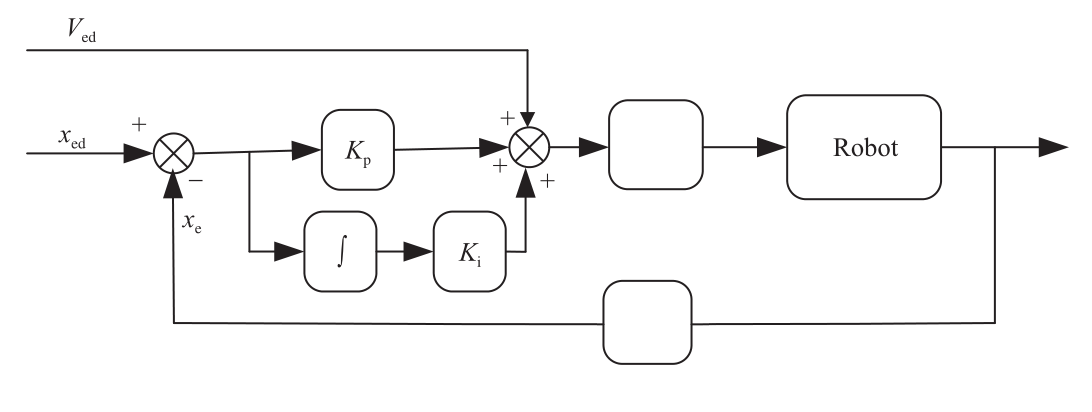 V_ed
+
x_ed
+
K_p
Robot
+
−
+
x_e
∫
K_i